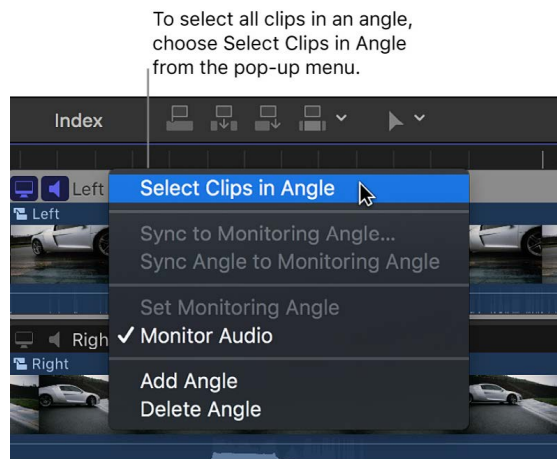 To select all clips in an angle,
choose Select Clips in Angle
from the pop-up menu.
Index
Left
Select Clips in Angle
Left
Sync to Monitoring Angle...
Sync Angle to Monitoring Angle
Set Monitoring Angle
Righ
✓ Monitor Audio
Right
Add Angle
Delete Angle